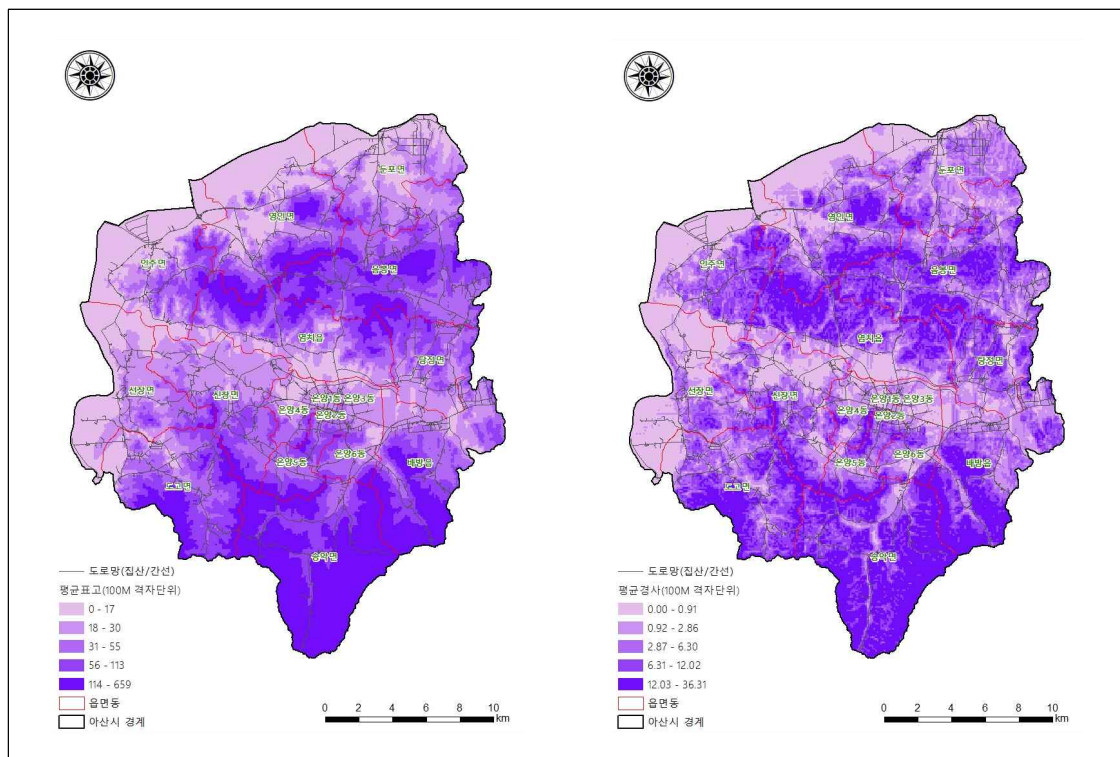 둔포면
영인면
인주면
음봉면
염치읍
탕정면
선장면
신창면
온양1동 온양3동
온양4동
온양2동
온양5동
온양6동
배방읍
도고면
송악면
도로망(집산/간선)
평균표고(100M 격자단위)
0 - 17
18 - 30
31 - 55
56 - 113
114 - 659
읍면동
아산시 경계
0 2 4 6 8 10
km
둔포면
영인면
인주면
음봉면
염치읍
탕정면
선장면
신창면
온양1동 온양3동
온양4동
온양2동
온양5동
온양6동
배방읍
도고면
송악면
도로망(집산/간선)
평균경사(100M 격자단위)
0.00 - 0.91
0.92 - 2.86
2.87 - 6.30
6.31 - 12.02
12.03 - 36.31
읍면동
아산시 경계
0 2 4 6 8 10
km